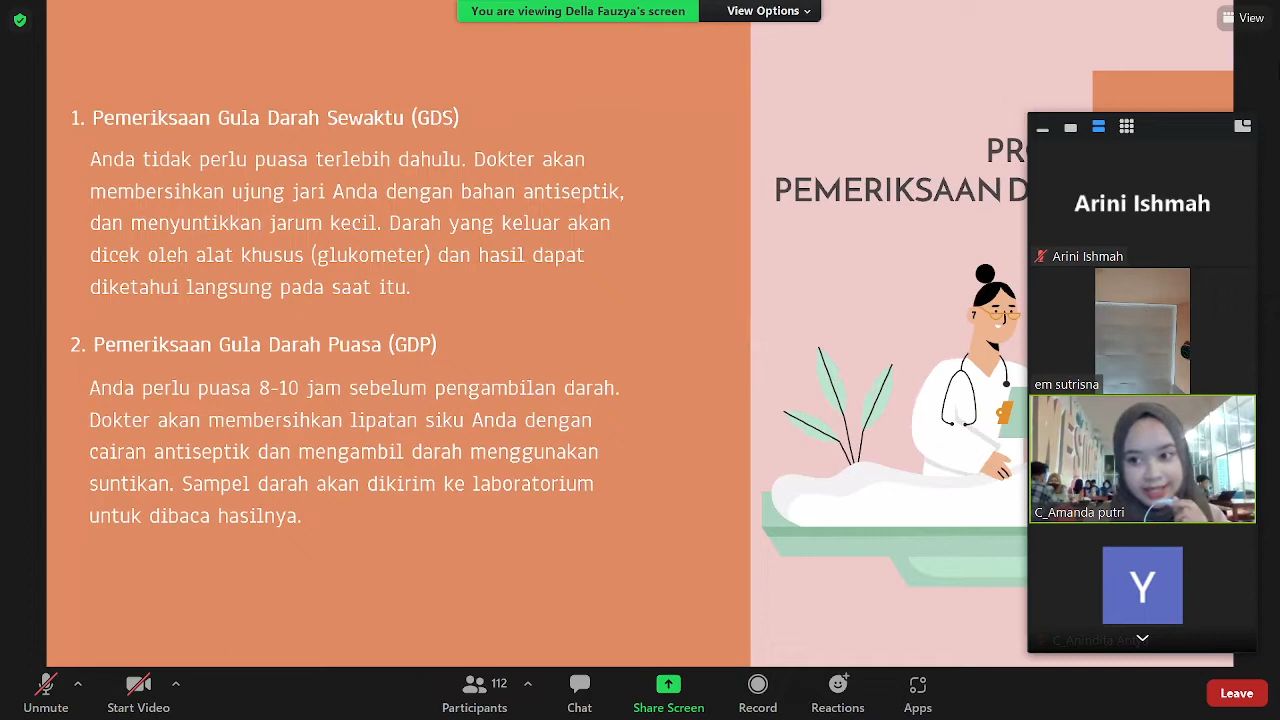 You are viewing Della Fauzya's screen
View Options
View
1. Pemeriksaan Gula Darah Sewaktu (GDS)
Anda tidak perlu puasa terlebih dahulu. Dokter akan
membersihkan ujung jari Anda dengan bahan antiseptik,
dan menyuntikkan jarum kecil. Darah yang keluar akan
dicek oleh alat khusus (glukometer) dan hasil dapat
diketahui langsung pada saat itu.
2. Pemeriksaan Gula Darah Puasa (GDP)
Anda perlu puasa 8-10 jam sebelum pengambilan darah.
Dokter akan membersihkan lipatan siku Anda dengan
cairan antiseptik dan mengambil darah menggunakan
suntikan. Sampel darah akan dikirim ke laboratorium
untuk dibaca hasilnya.
PEMERIKSAAN
Arini Ishmah
Arini Ishmah
em sutrisna
C_Amanda putri
Y
Unmute
Start Video
112
Participants
Chat
Share Screen
Record
Reactions
Apps
Leave